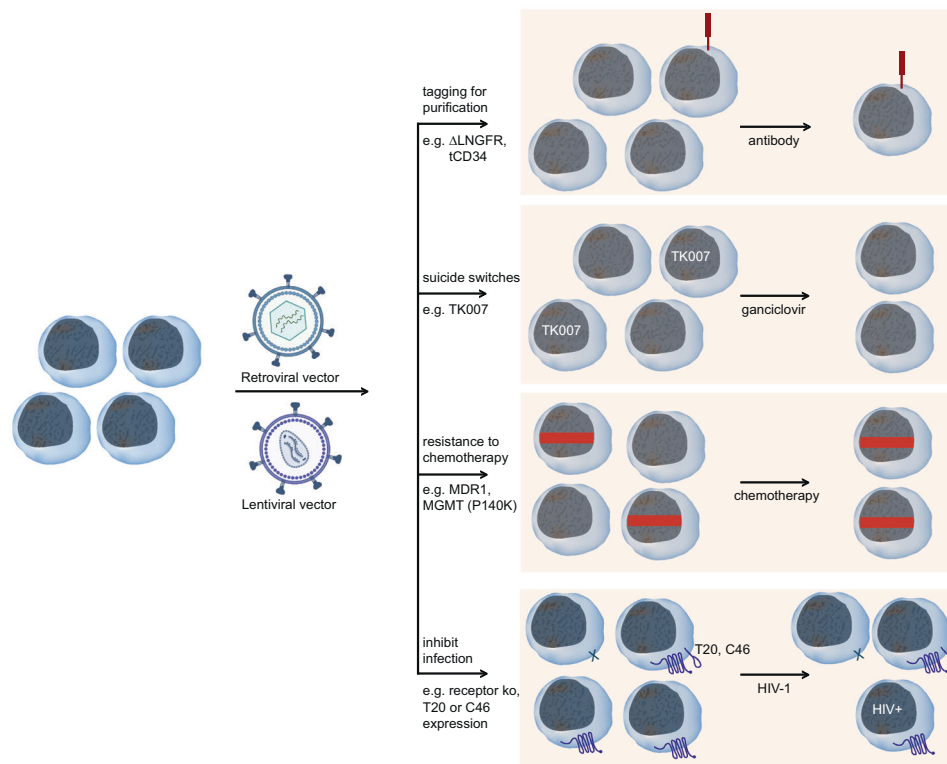 Retroviral vector
Lentiviral vector
tagging for
purification
e.g. ΔLNGFR,
tCD34
antibody
suicide switches
e.g. TK007
TK007
TK007
ganciclovir
resistance to
chemotherapy
e.g. MDR1,
MGMT (P140K)
chemotherapy
inhibit
infection
e.g. receptor ko,
T20 or C46
expression
T20, C46
HIV-1
HIV+